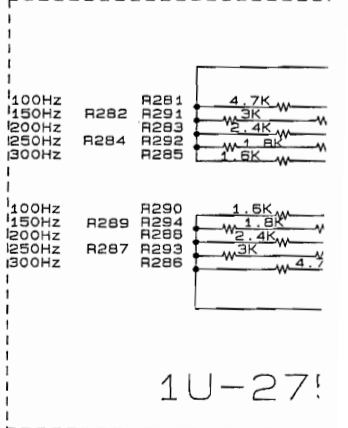 100Hz R281 4.7K
150Hz R282 R291 3K
200Hz R283 2.4K
250Hz R284 R292 1.8K
300Hz R285 1.6K
100Hz R290 1.6K
150Hz R289 R294 1.8K
200Hz R288 2.4K
250Hz R287 R293 3K
300Hz R286 4.7
1U-27